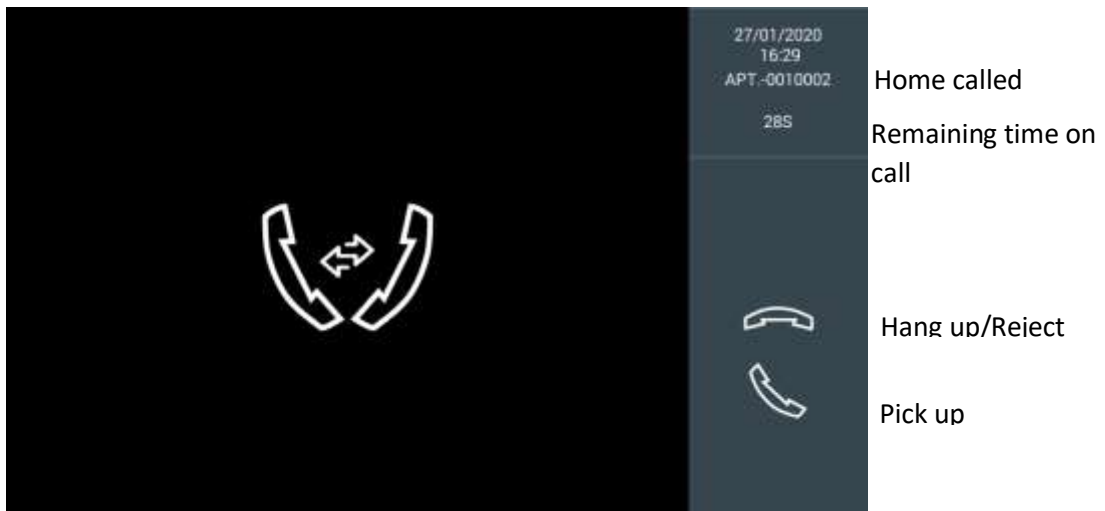 27/01/2020
16:29
APT.-0010002
Home called
28S
Remaining time on
call
Hang up/Reject
Pick up